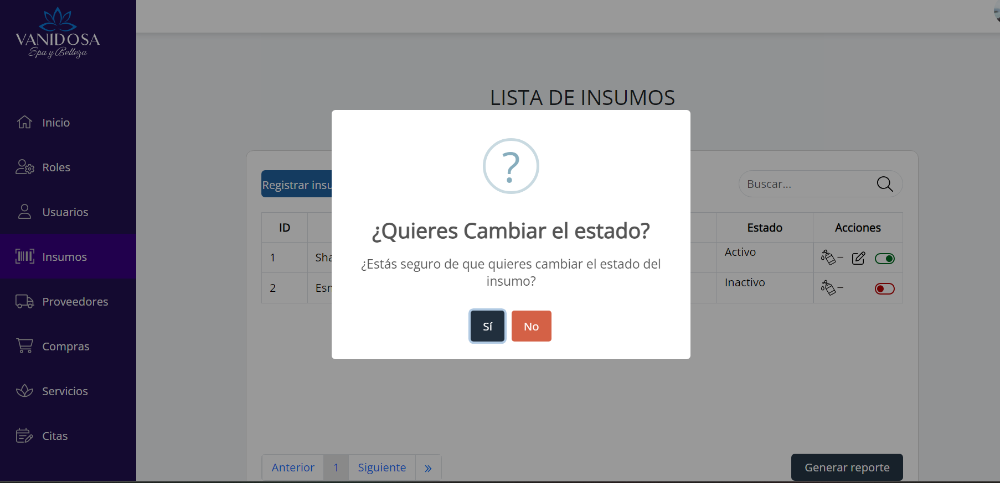 VANIDOSA
Spa y Belleza
Inicio
Roles
Usuarios
Insumos
Proveedores
Compras
Servicios
Citas
LISTA DE INSUMOS
Registrar insu
Buscar...
ID
Estado
Acciones
1
Sha
Activo
2
Esm
Inactivo
?
¿Quieres Cambiar el estado?
¿Estás seguro de que quieres cambiar el estado del
insumo?
Sí
No
Anterior
1
Siguiente
»
Generar reporte